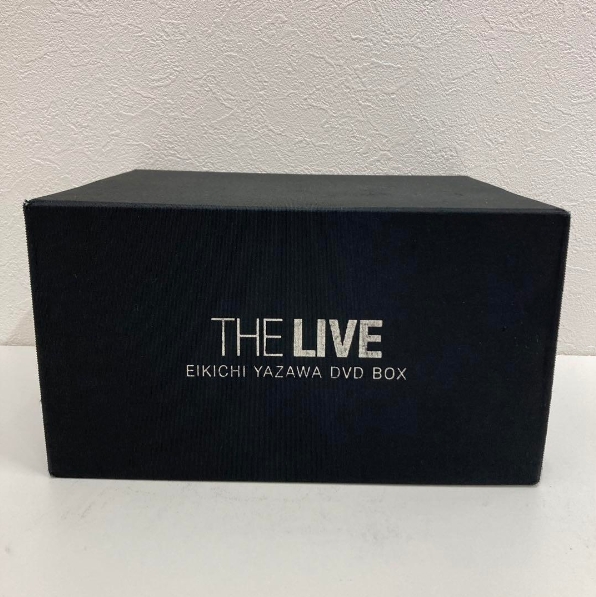 THE LIVE
EIKICHI YAZAWA DVD BOX